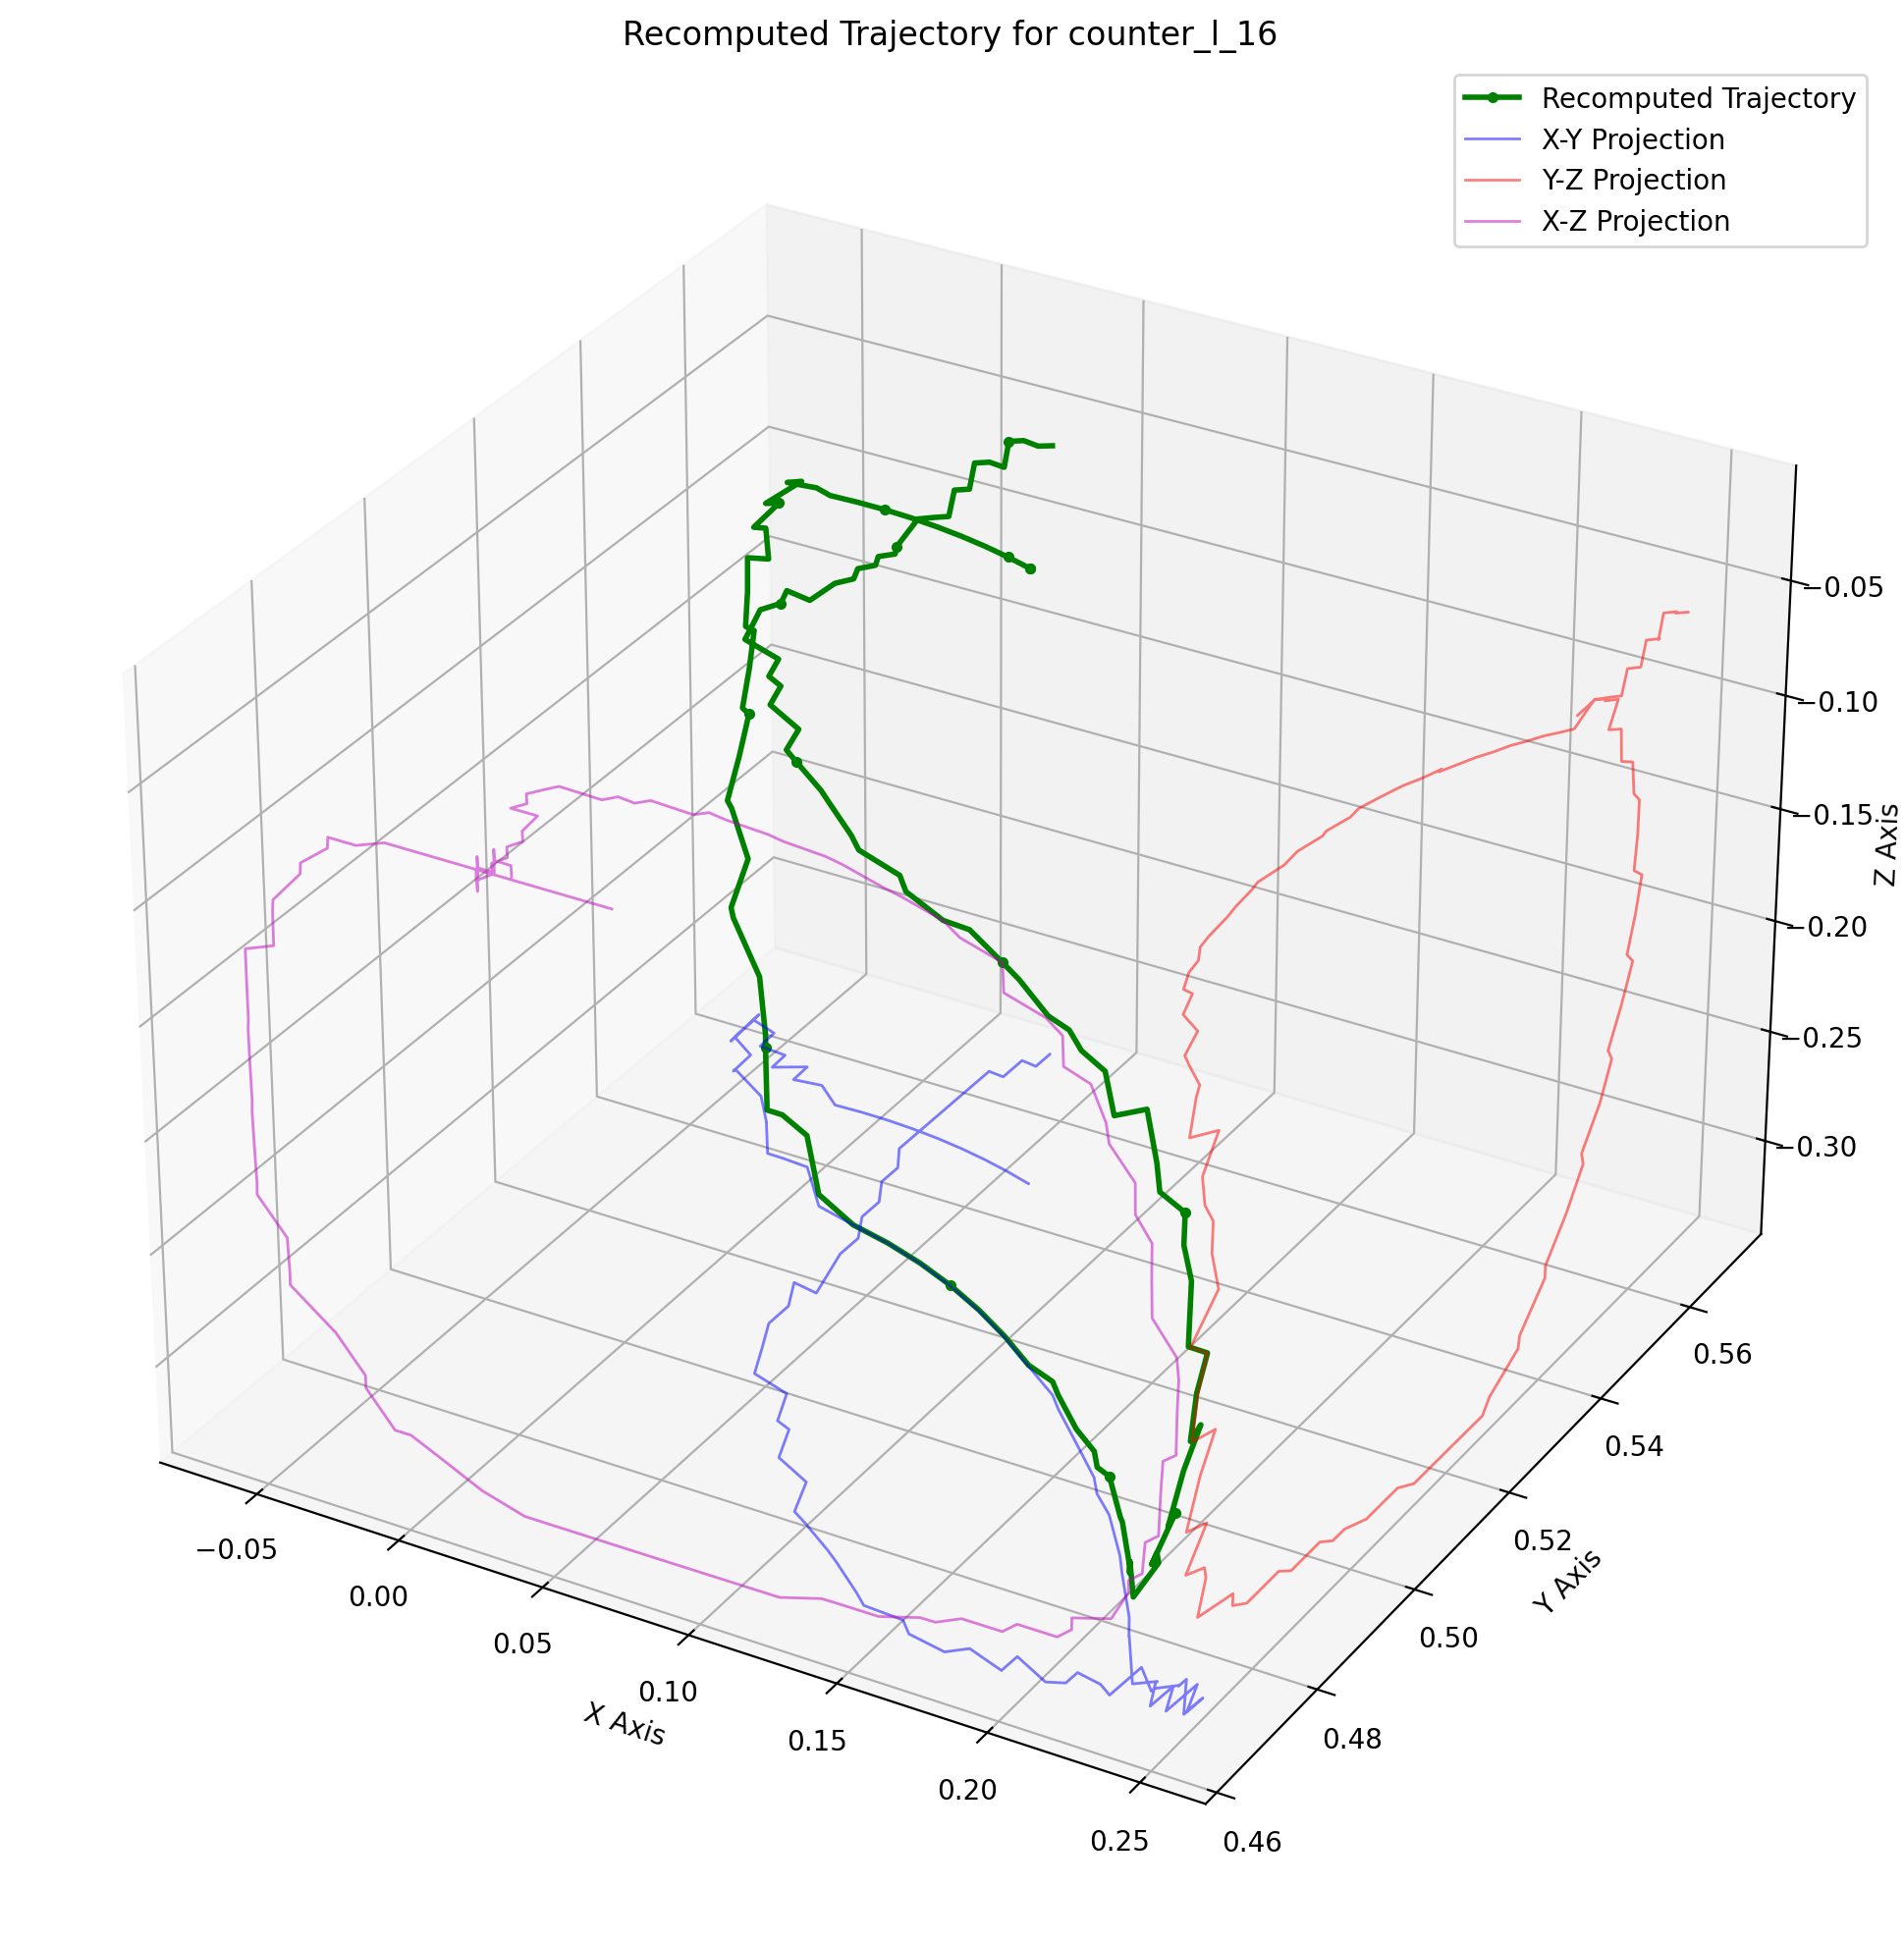 Recomputed Trajectory for counter_l_16
Recomputed Trajectory
X-Y Projection
Y-Z Projection
X-Z Projection
−0.05
−0.10
−0.15
−0.20
−0.25
−0.30
Z Axis
0.56
0.54
0.52
0.50
0.48
0.46
Y Axis
−0.05
0.00
0.05
0.10
0.15
0.20
0.25
X Axis